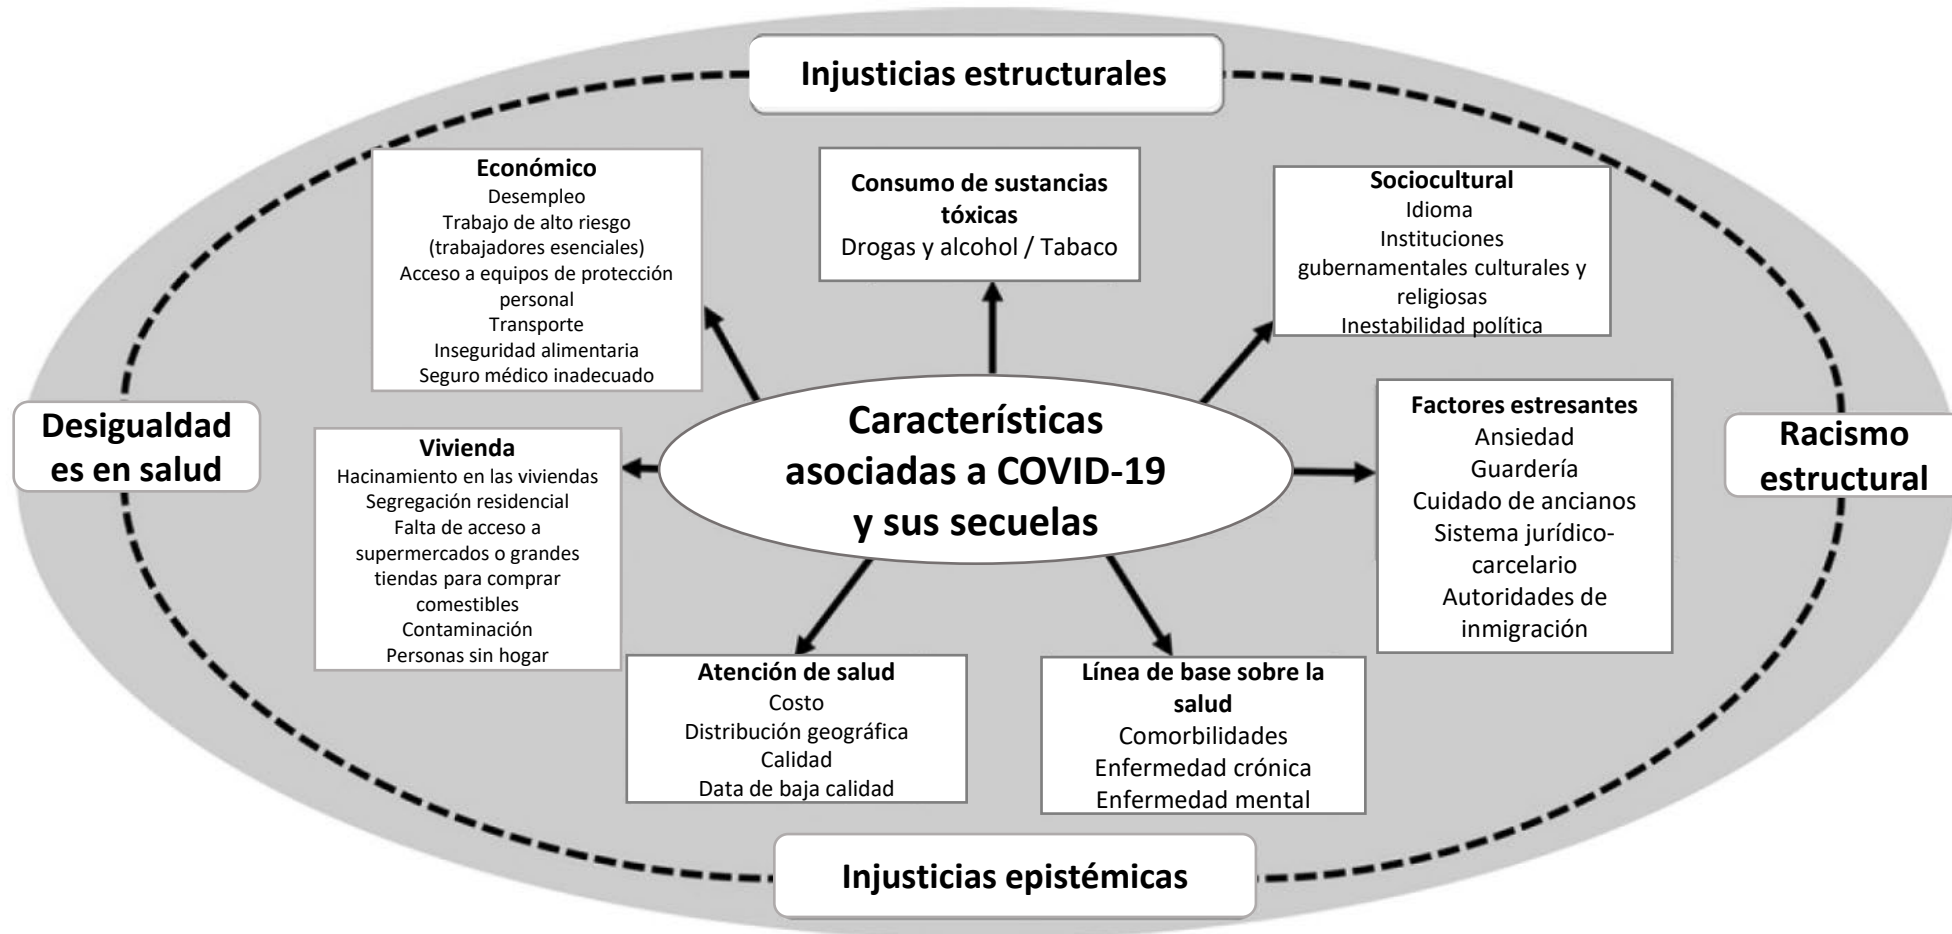 Injusticias estructurales
Económico
Desempleo
Trabajo de alto riesgo
(trabajadores esenciales)
Acceso a equipos de protección
personal
Transporte
Inseguridad alimentaria
Seguro médico inadecuado
Consumo de sustancias
tóxicas
Drogas y alcohol / Tabaco
Sociocultural
Idioma
Instituciones
gubernamentales culturales y
religiosas
Inestabilidad política
Desigualdad
es en salud
Vivienda
Hacinamiento en las viviendas
Segregación residencial
Falta de acceso a
supermercados o grandes
tiendas para comprar
comestibles
Contaminación
Personas sin hogar
Características
asociadas a COVID-19
y sus secuelas
Factores estresantes
Ansiedad
Guardería
Cuidado de ancianos
Sistema jurídico-
carcelario
Autoridades de
inmigración
Racismo
estructural
Atención de salud
Costo
Distribución geográfica
Calidad
Data de baja calidad
Línea de base sobre la
salud
Comorbilidades
Enfermedad crónica
Enfermedad mental
Injusticias epistémicas